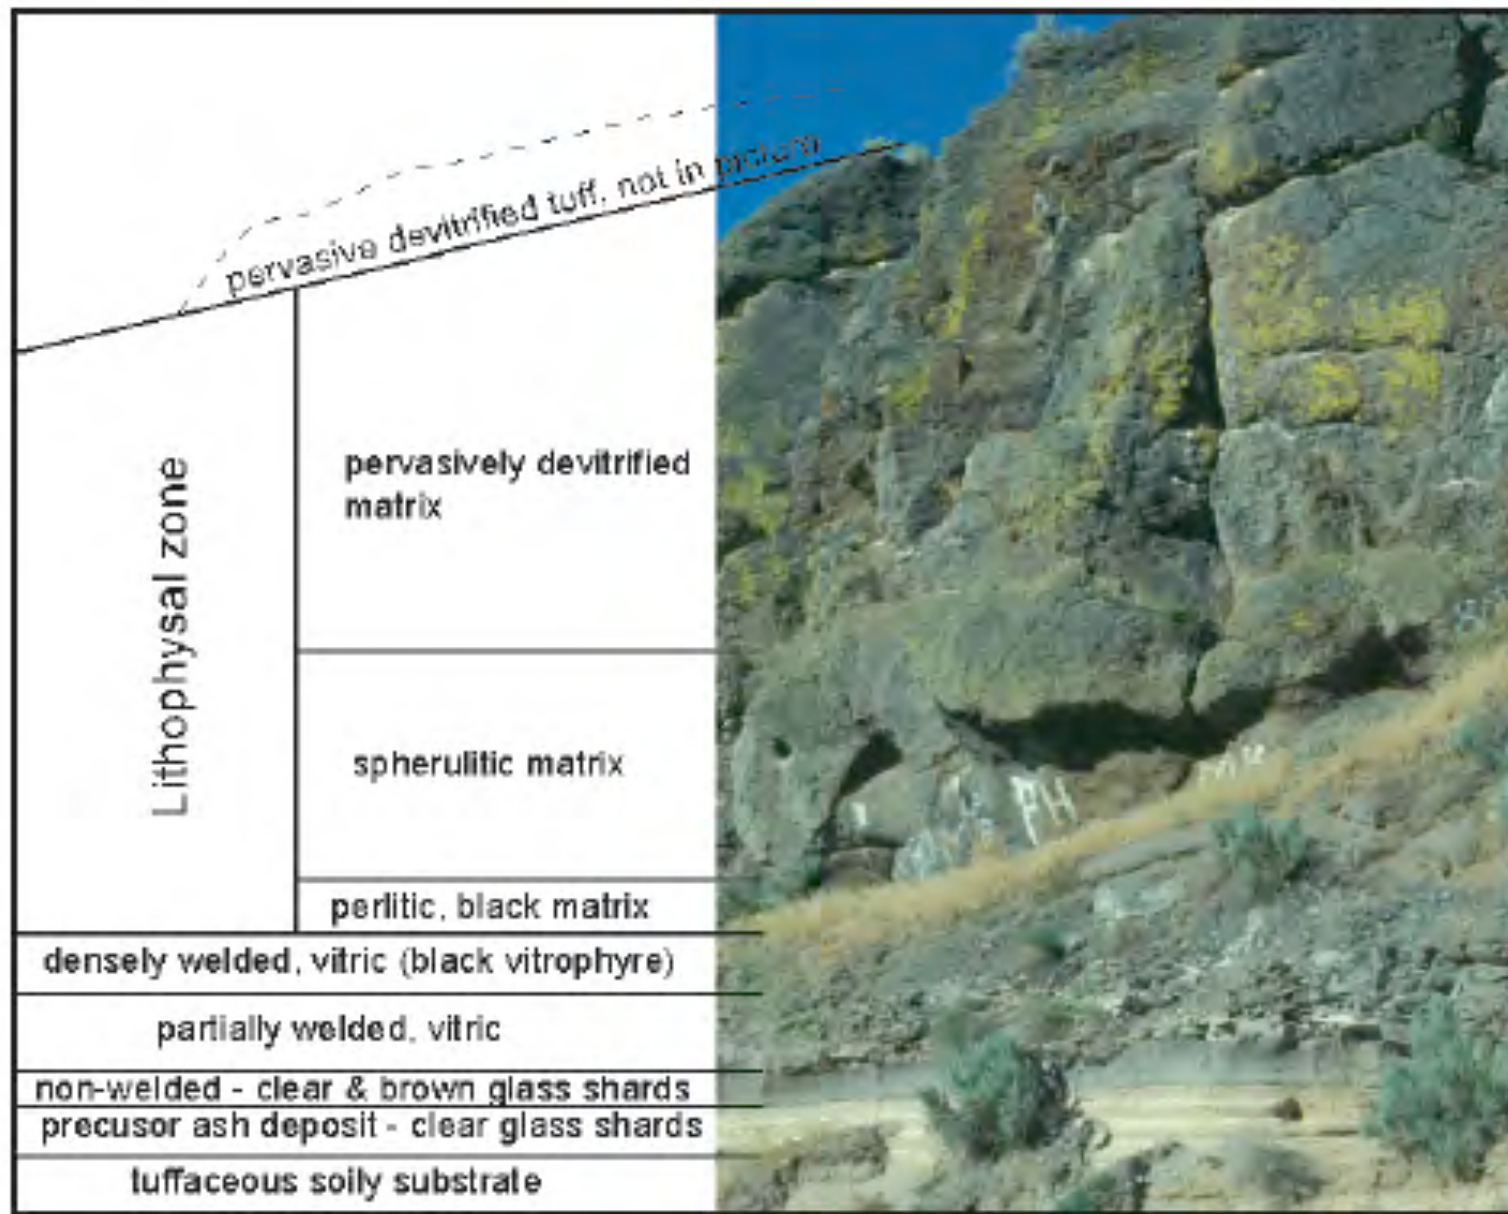 pervasive devitrified tuff, not in picture
Lithophysal zone
pervasively devitrified
matrix
spherulitic matrix
perlitic, black matrix
densely welded, vitric (black vitrophyre)
partially welded, vitric
non-welded - clear & brown glass shards
precusor ash deposit - clear glass shards
tuffaceous soily substrate
PH